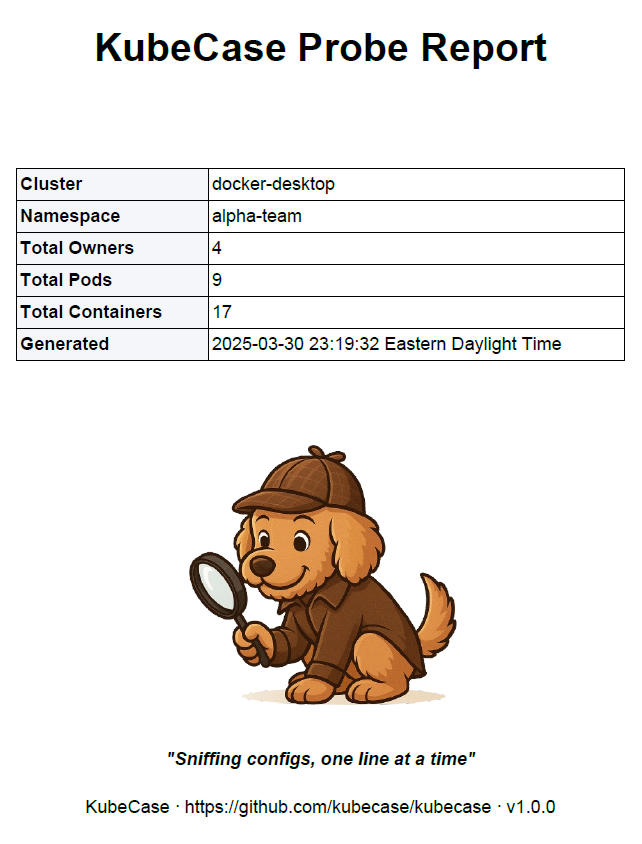 KubeCase Probe Report
Cluster docker-desktop
Namespace alpha-team
Total Owners 4
Total Pods 9
Total Containers 17
Generated 2025-03-30 23:19:32 Eastern Daylight Time
"Sniffing configs, one line at a time"
KubeCase · https://github.com/kubecase/kubecase · v1.0.0